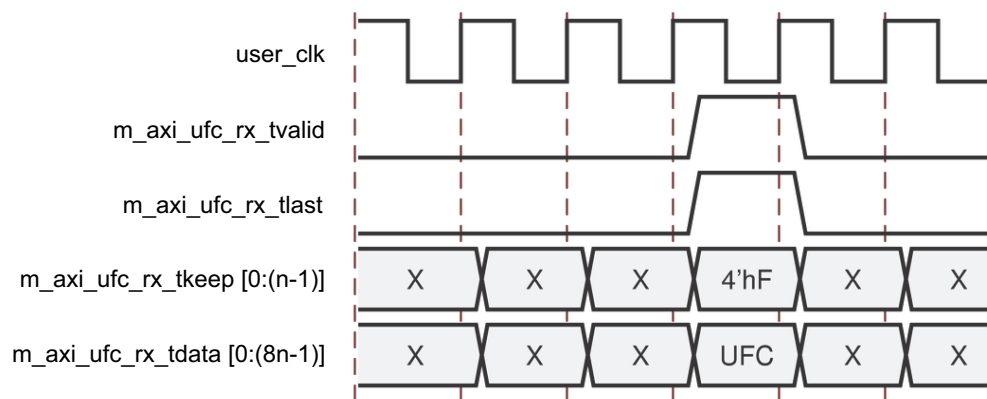 user_clk
m_axi_ufc_rx_tvalid
m_axi_ufc_rx_tlast
m_axi_ufc_rx_tkeep [0:(n-1)] X X X 4'hF X X
m_axi_ufc_rx_tdata [0:(8n-1)] X X X UFC X X